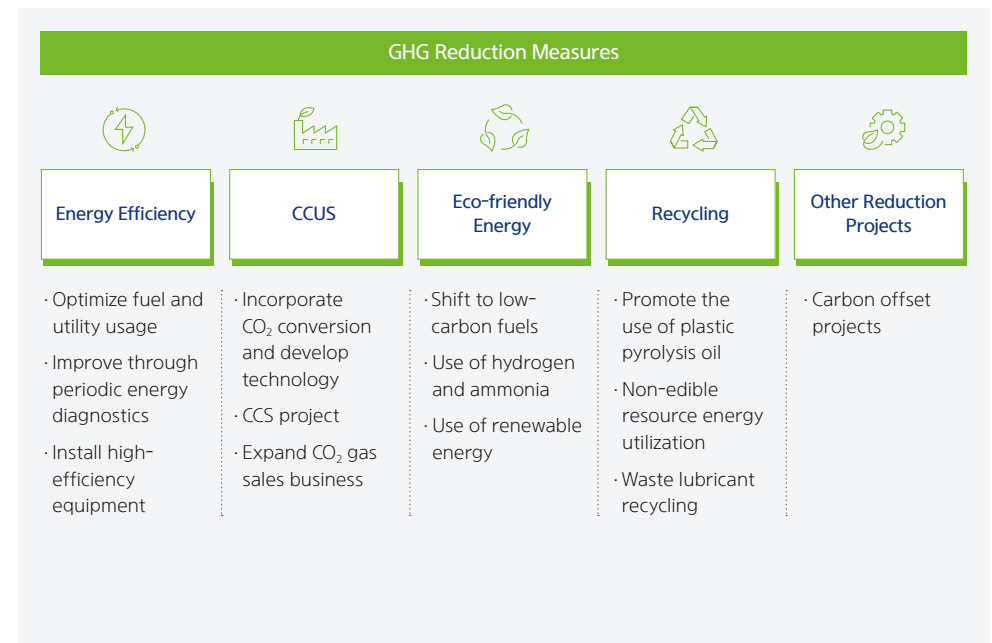 GHG Reduction Measures
Energy Efficiency
· Optimize fuel and
utility usage
· Improve through
periodic energy
diagnostics
· Install high-
efficiency
equipment
CCUS
· Incorporate
CO₂ conversion
and develop
technology
· CCS project
· Expand CO₂ gas
sales business
Eco-friendly
Energy
· Shift to low-
carbon fuels
· Use of hydrogen
and ammonia
· Use of renewable
energy
Recycling
· Promote the
use of plastic
pyrolysis oil
· Non-edible
resource energy
utilization
· Waste lubricant
recycling
Other Reduction
Projects
· Carbon offset
projects